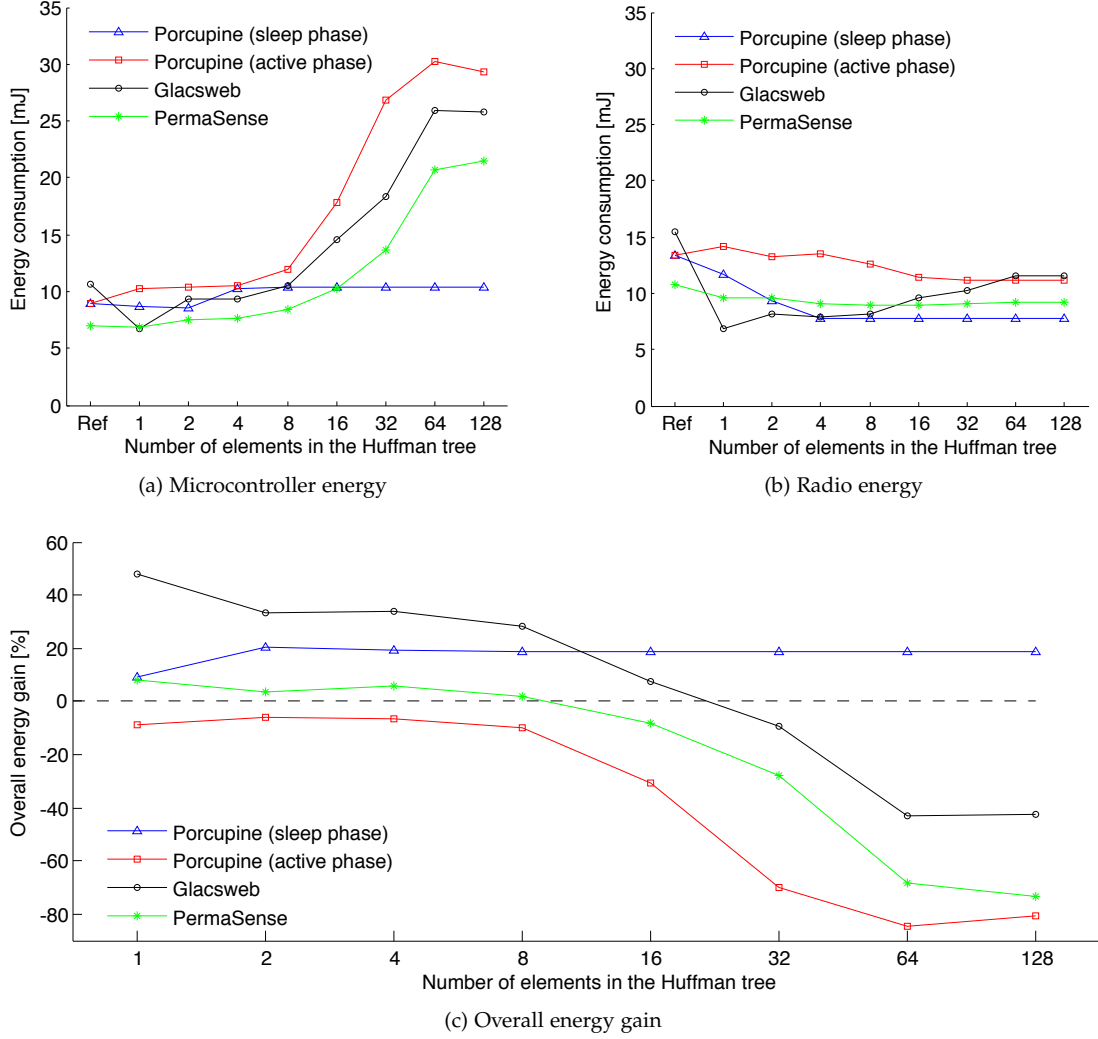 35
30
25
20
15
10
5
0
Energy consumption [mJ]
Porcupine (sleep phase)
Porcupine (active phase)
Glacsweb
PermaSense
Ref 1 2 4 8 16 32 64 128
Number of elements in the Huffman tree
(a) Microcontroller energy
35
30
25
20
15
10
5
0
Energy consumption [mJ]
Porcupine (sleep phase)
Porcupine (active phase)
Glacsweb
PermaSense
Ref 1 2 4 8 16 32 64 128
Number of elements in the Huffman tree
(b) Radio energy
60
40
20
0
-20
-40
-60
-80
Overall energy gain [%]
Porcupine (sleep phase)
Porcupine (active phase)
Glacsweb
PermaSense
1 2 4 8 16 32 64 128
Number of elements in the Huffman tree
(c) Overall energy gain